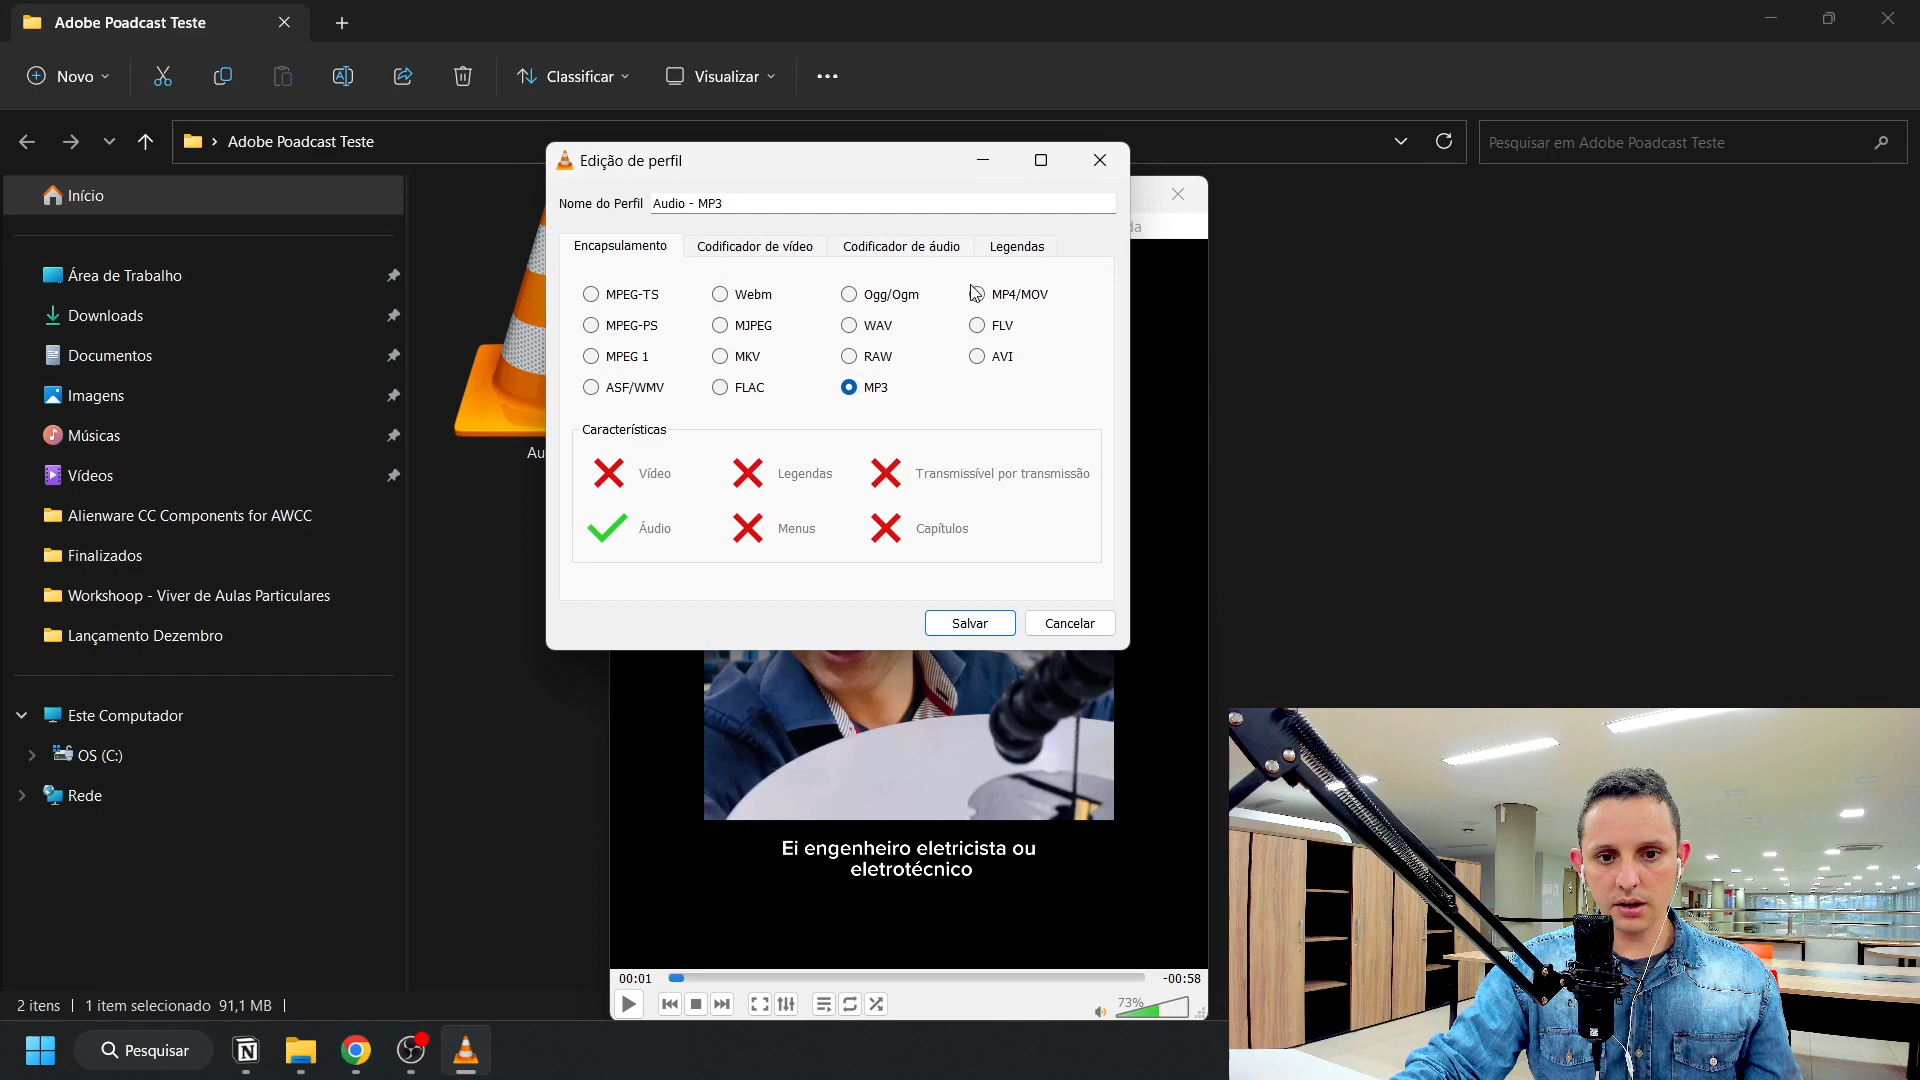 Adobe Poadcast Teste
Novo
Classificar
Visualizar
Adobe Poadcast Teste
Pesquisar em Adobe Poadcast Teste
Início
Área de Trabalho
Downloads
Documentos
Imagens
Músicas
Vídeos
Alienware CC Components for AWCC
Finalizados
Workshoop - Viver de Aulas Particulares
Lançamento Dezembro
Este Computador
OS (C:)
Rede
Au
da
Edição de perfil
Nome do Perfil Audio - MP3
Encapsulamento Codificador de vídeo Codificador de áudio Legendas
MPEG-TS Webm Ogg/Ogm MP4/MOV
MPEG-PS MJPEG WAV FLV
MPEG 1 MKV RAW AVI
ASF/WMV FLAC MP3
Características
Vídeo Legendas Transmissível por transmissão
Áudio Menus Capítulos
Salvar Cancelar
Ei engenheiro eletricista ou
eletrotécnico
00:01 -00:58
73%
2 itens 1 item selecionado 91,1 MB
Pesquisar